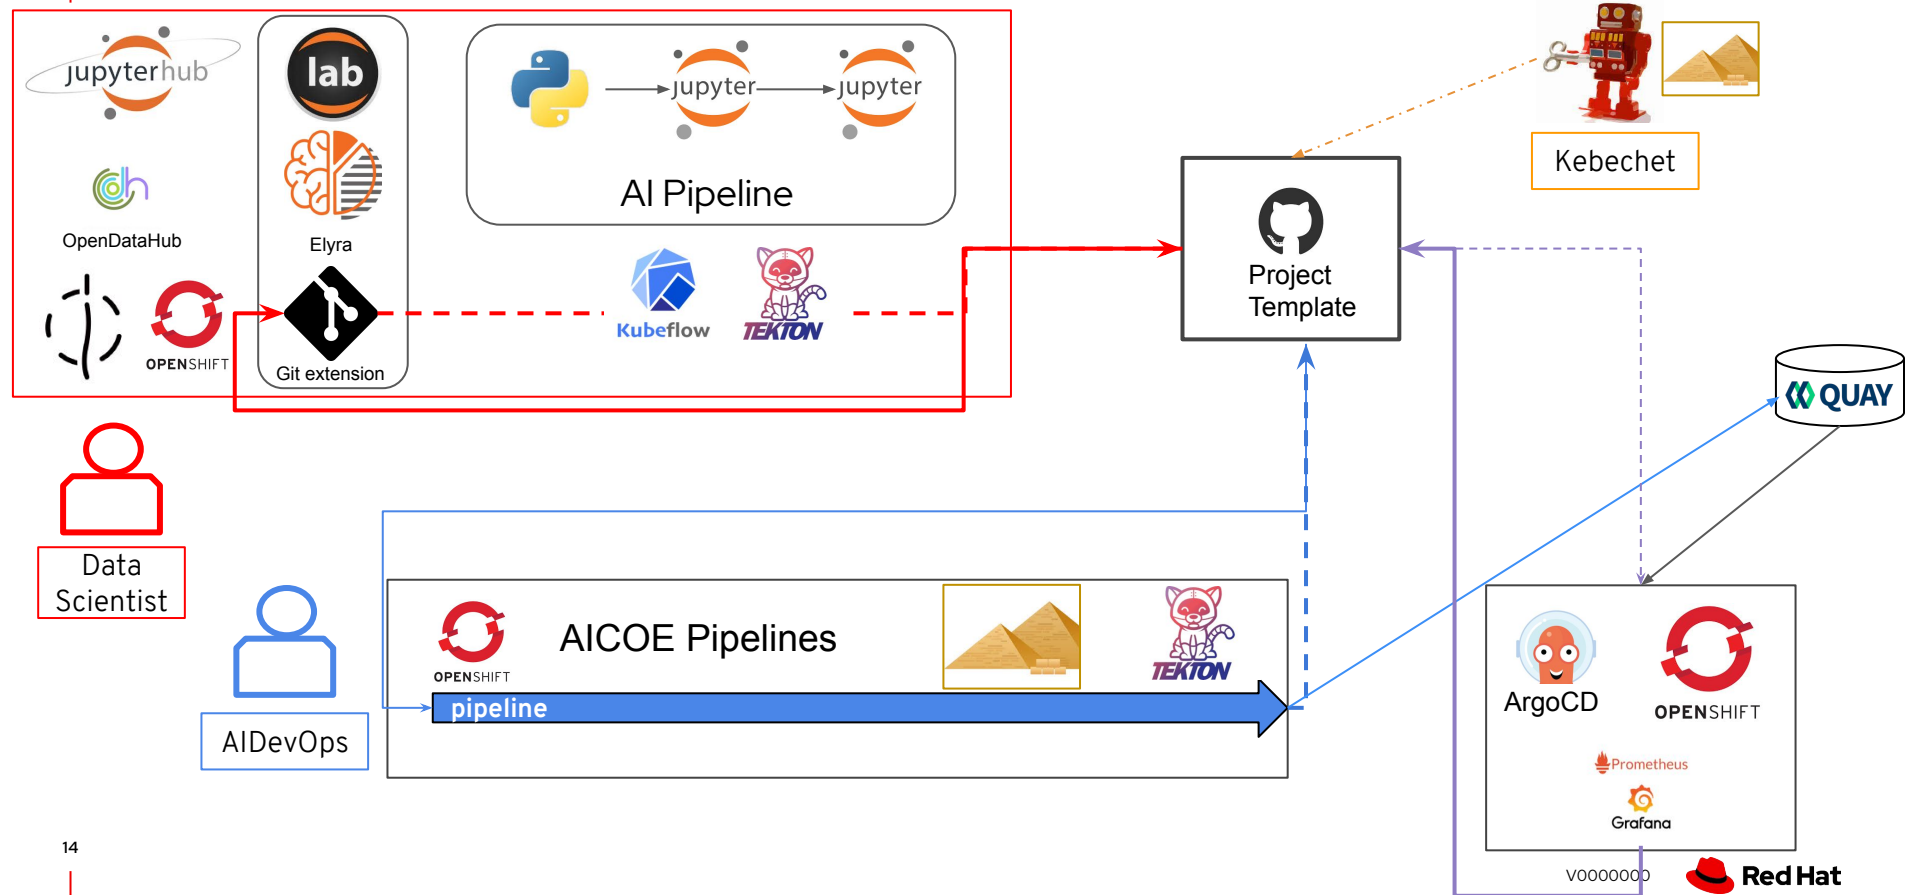 jupyterhub
lab
jupyter
jupyter
AI Pipeline
OpenDataHub
Elyra
OPENSHIFT
Git extension
Kubeflow
TEKTON
Kebechet
Project
Template
QUAY
Data
Scientist
AIDevOps
OPENSHIFT
AICOE Pipelines
TEKTON
pipeline
ArgoCD
OPENSHIFT
Prometheus
Grafana
14
V0000000
Red Hat